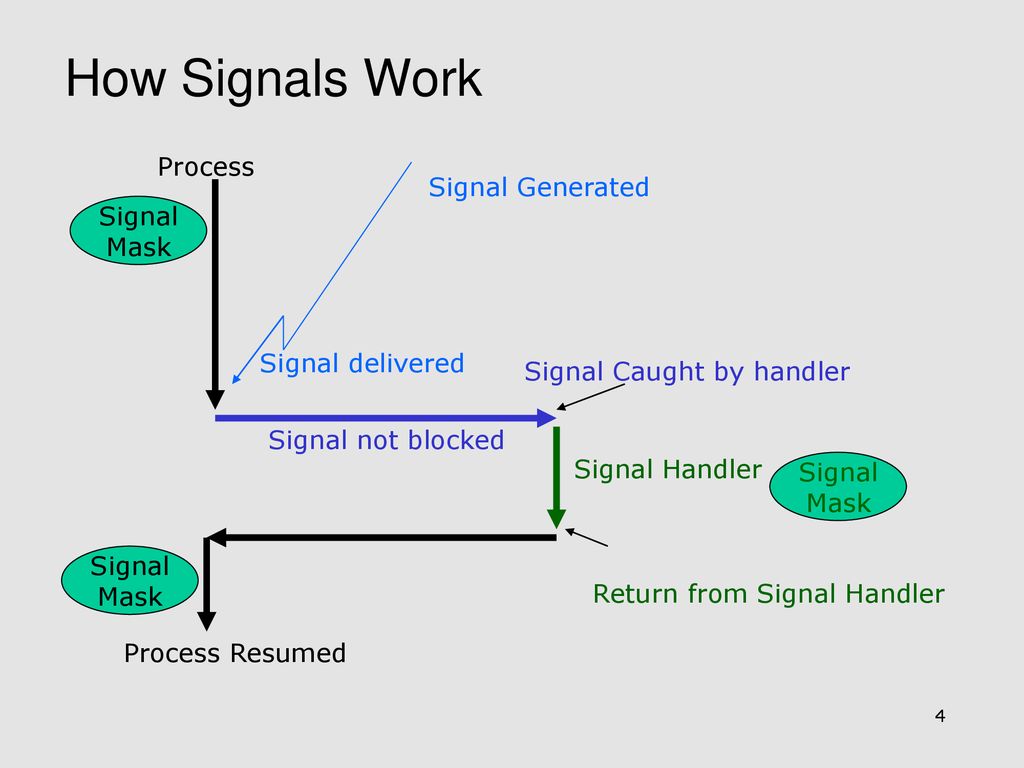 How Signals Work
Process
Signal Generated
Signal
Mask
Signal delivered
Signal Caught by handler
Signal not blocked
Signal Handler
Signal
Mask
Signal
Mask
Return from Signal Handler
Process Resumed
4